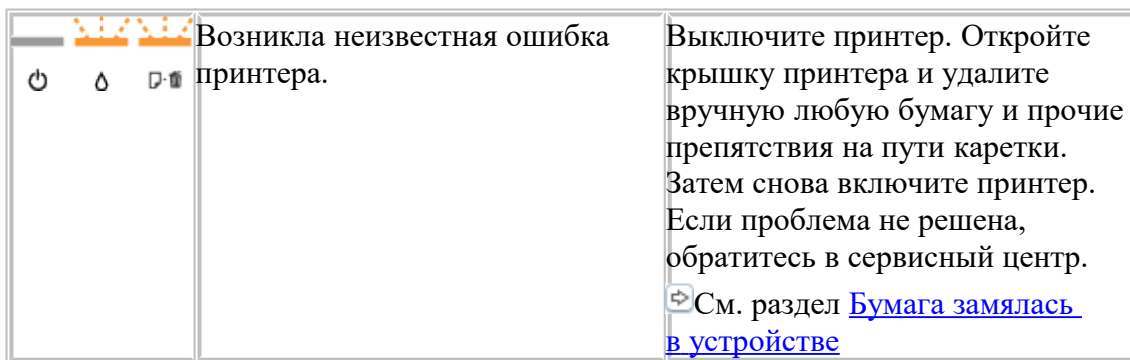 Возникла неизвестная ошибка
принтера.
Выключите принтер. Откройте
крышку принтера и удалите
вручную любую бумагу и прочие
препятствия на пути каретки.
Затем снова включите принтер.
Если проблема не решена,
обратитесь в сервисный центр.
См. раздел Бумага замялась
в устройстве